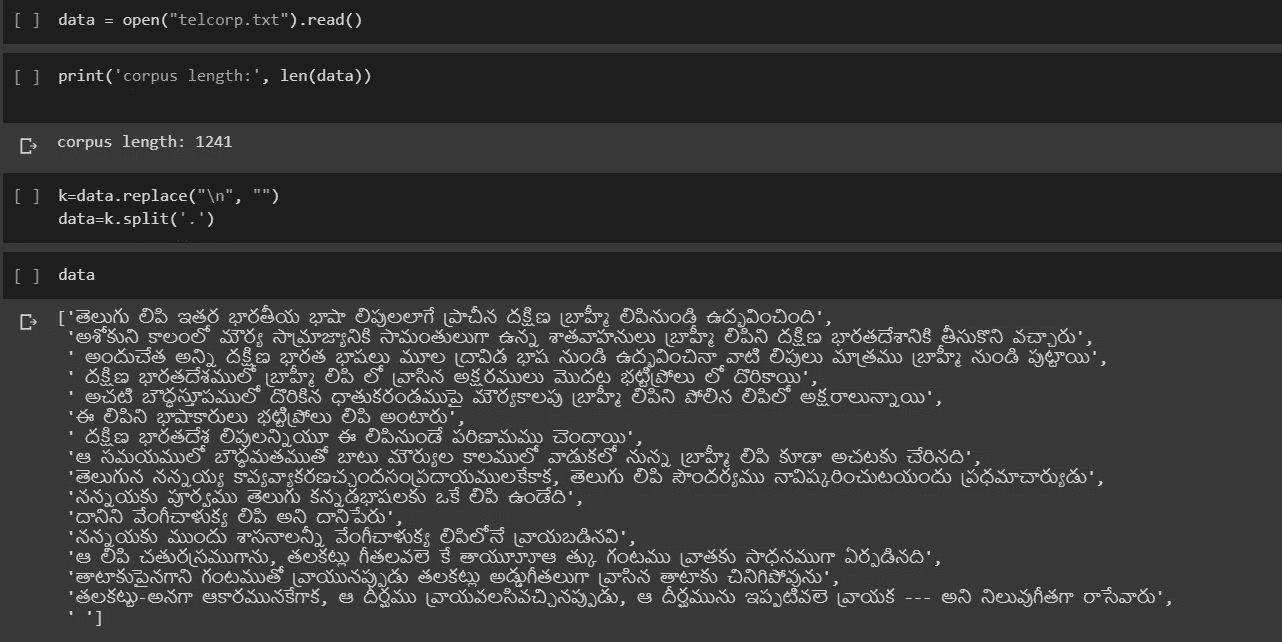 [ ] data = open("telcorp.txt").read()
[ ] print('corpus length:', len(data))
corpus length: 1241
[ ] k=data.replace("\n", "")
data=k.split('.')
[ ] data
['తెలుగు లిపి ఇతర భారతీయ భాషా లిపులలాగే ప్రాచీన దక్షిణ బ్రాహ్మీ లిపినుండి ఉద్భవించింది',
'అశోకుని కాలంలో మౌర్య సామ్రాజ్యానికి సామంతులుగా ఉన్న శాతవాహనులు బ్రాహ్మీ లిపిని దక్షిణ భారతదేశానికి తీసుకొని వచ్చారు',
' అందుచేత అన్ని దక్షిణ భారత భాషలు మూల ద్రావిడ భాష నుండి ఉద్భవించినా వాటి లిపులు మాత్రము బ్రాహ్మీ నుండి పుట్టాయి',
' దక్షిణ భారతదేశములో బ్రాహ్మీ లిపి లో వ్రాసిన అక్షరములు మొదట భట్టిప్రోలు లో దొరికాయి',
' అచటి బౌద్ధస్తూపములో దొరికిన ధాతుకరండముపై మౌర్యకాలపు బ్రాహ్మీ లిపిని పోలిన లిపిలో అక్షరాలున్నాయి',
'ఈ లిపిని భాషాకారులు భట్టిప్రోలు లిపి అంటారు',
' దక్షిణ భారతదేశ లిపులన్నియూ ఈ లిపినుండే పరిణామము చెందాయి',
'ఆ సమయములో బౌద్ధమతముతో బాటు మౌర్యుల కాలములో వాడుకలో నున్న బ్రాహ్మీ లిపి కూడా అచటకు చేరినది',
'తెలుగున నన్నయ్య కావ్యవ్యాకరణచ్ఛందసంప్రదాయములకేకాక, తెలుగు లిపి సౌందర్యము నావిష్కరించుటయందు ప్రధమాచార్యుడు',
'నన్నయకు పూర్వము తెలుగు కన్నడభాషలకు ఒకే లిపి ఉండేది',
'దానిని వేంగీచాళుక్య లిపి అని దానిపేరు',
'నన్నయకు ముందు శాసనాలన్నీ వేంగీచాళుక్య లిపిలోనే వ్రాయబడినవి',
'ఆ లిపి చతురస్రముగాను, తలకట్లు గీతలవలె కే త్కు గంటము వ్రాతకు సాధనముగా ఏర్పడినది',
'తాటాకుపైనగాని గంటముతో వ్రాయునప్పుడు తలకట్లు అడ్డుగీతలుగా వ్రాసిన తాటాకు చినిగిపోవును',
'తలకట్టు-అనగా ఆకారమునకేగాక, ఆ దీర్ఘము వ్రాయవలసివచ్చినప్పుడు, ఆ దీర్ఘమును ఇప్పటివలె వ్రాయక --- అని నిలువుగీతగా రాసేవారు',
' ']